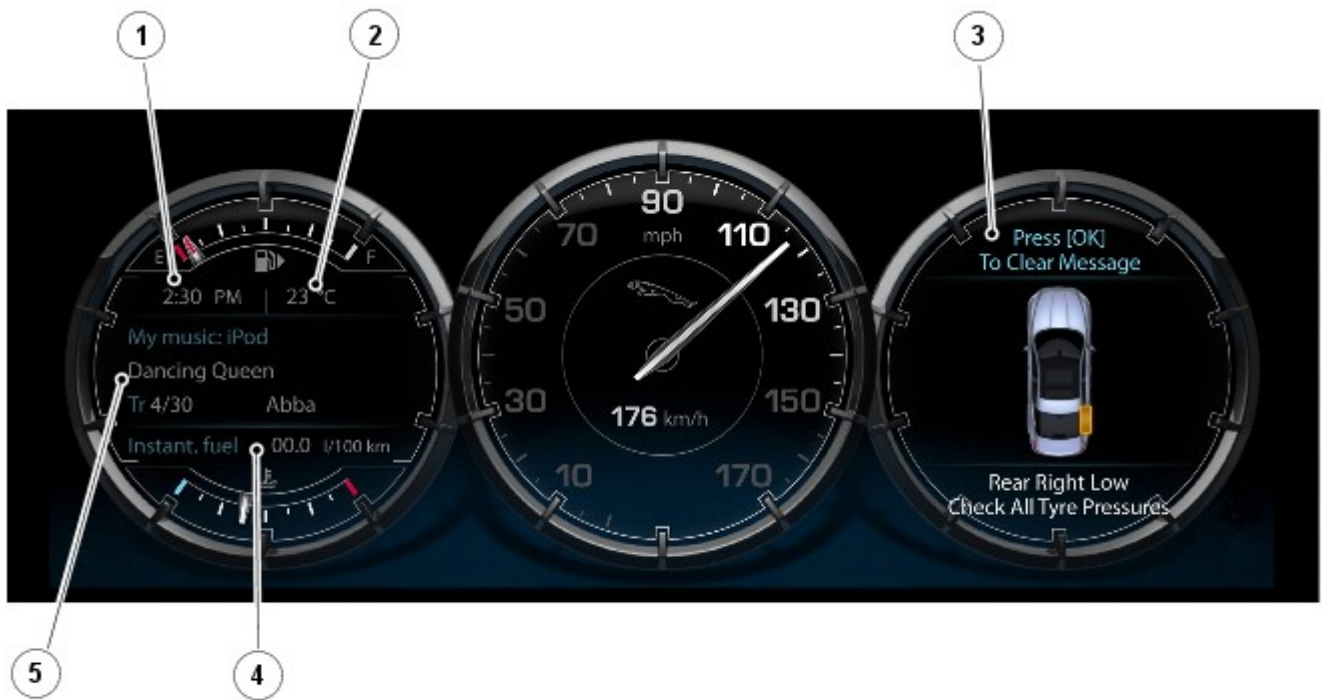 1
2
3
E
F
2:30 PM
23 °C
My music: iPod
Dancing Queen
Tr 4/30 Abba
Instant. fuel 00.0 l/100 km
90
mph
70
110
50
130
30
150
10
170
176 km/h
Press [OK]
To Clear Message
Rear Right Low
Check All Tyre Pressures
5
4